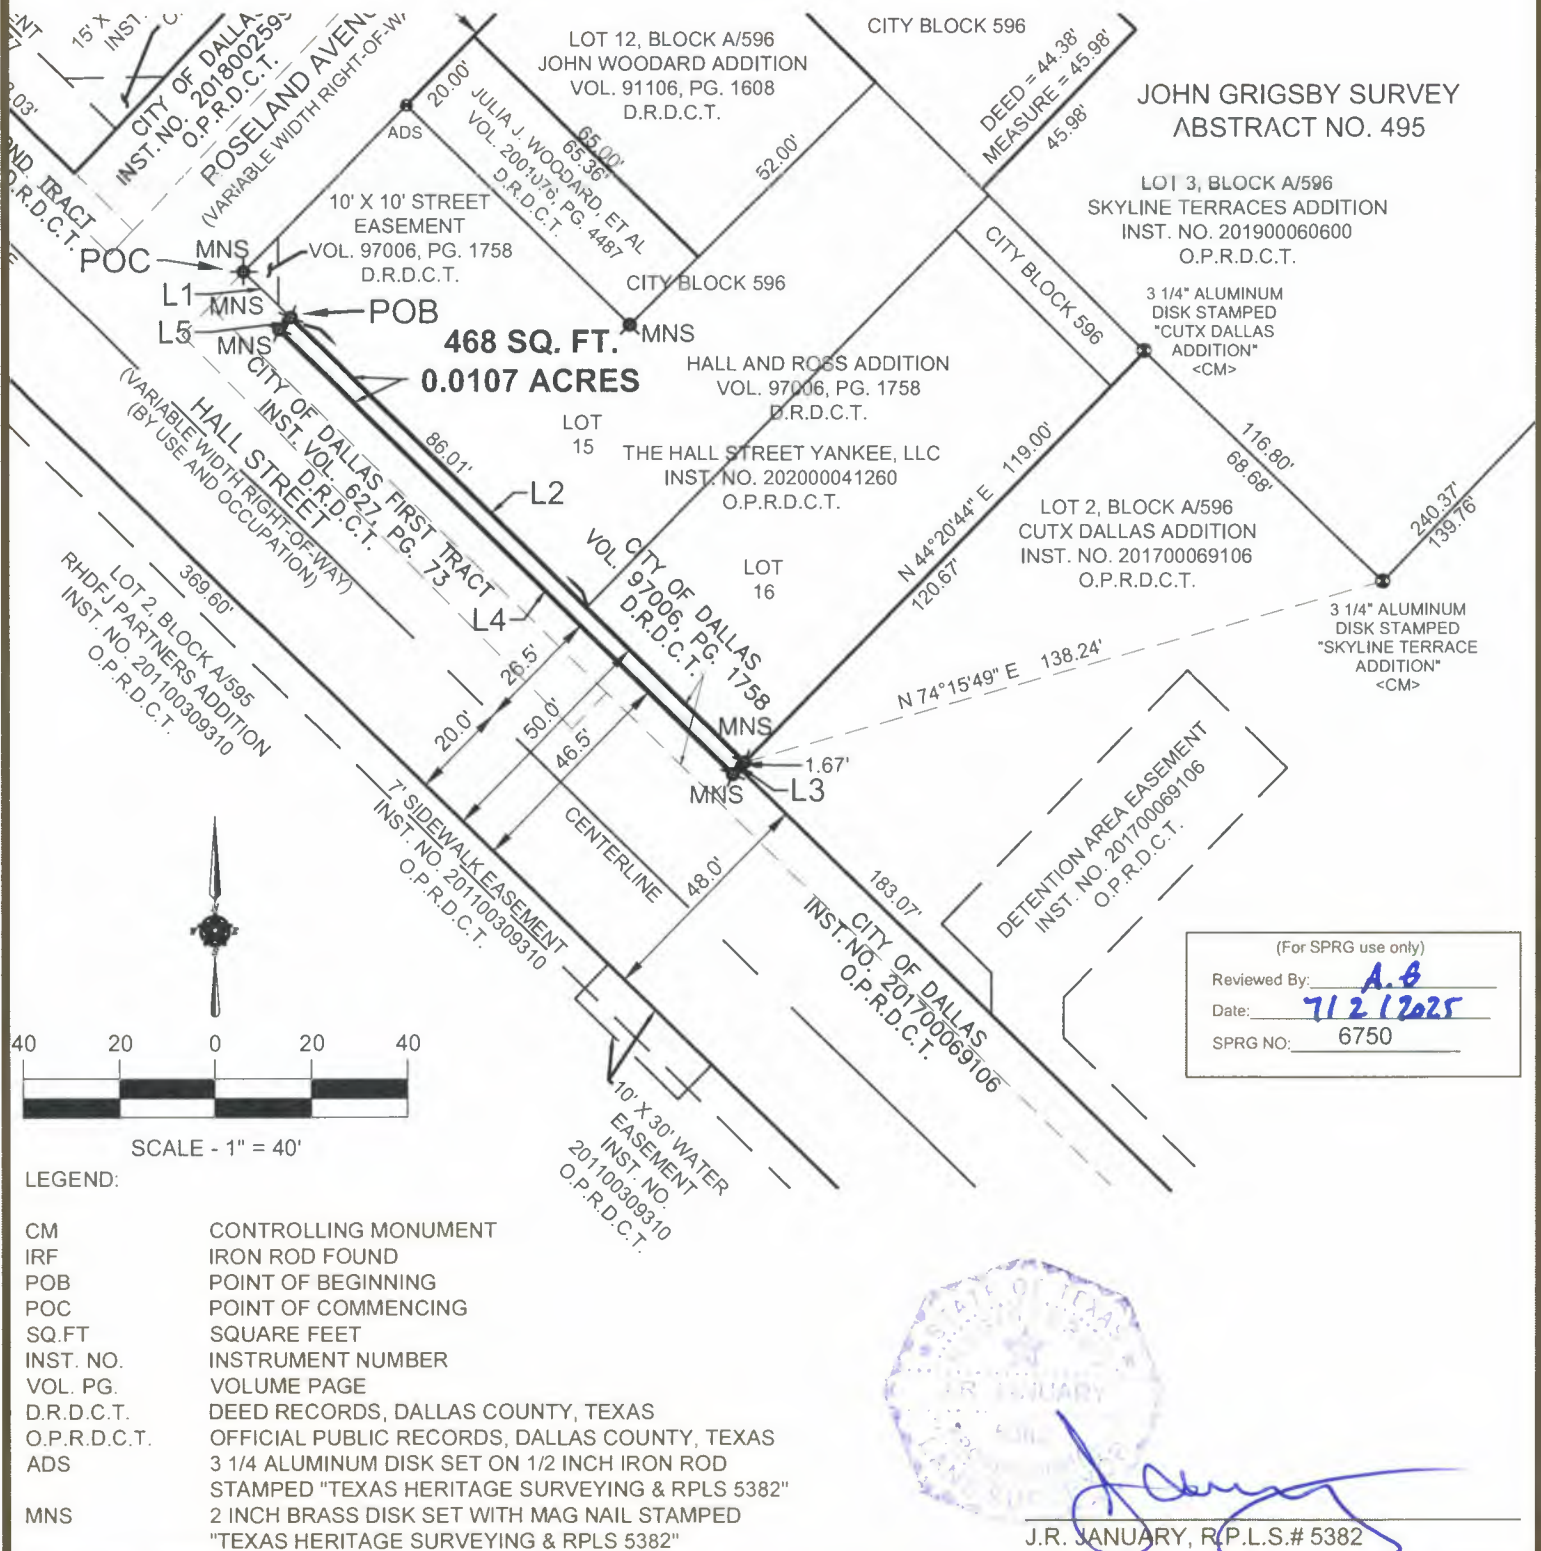 15' X
INST.
CITY OF DALLAS
INST. NO. 2018002595
O.P.R.D.C.T.
ROSELAND AVENU
(VARIABLE WIDTH RIGHT-OF-WA
TRACT
D.R.D.C.T.
20.00'
ADS
LOT 12, BLOCK A/596
JOHN WOODARD ADDITION
VOL. 91106, PG. 1608
D.R.D.C.T.
CITY BLOCK 596
DEED = 44.38'
MEASURE = 45.98'
45.98'
JOHN GRIGSBY SURVEY
ABSTRACT NO. 495
65.00'
65.36'
JULIA J. WOODARD, ET AL
VOL. 2001076, PG. 4487
D.R.D.C.T.
52.00'
LOT 3, BLOCK A/596
SKYLINE TERRACES ADDITION
INST. NO. 201900060600
O.P.R.D.C.T.
10' X 10' STREET
EASEMENT
VOL. 97006, PG. 1758
D.R.D.C.T.
MNS
POC
L1
MNS
L5
MNS
POB
CITY BLOCK 596
MNS
CITY BLOCK 596
3 1/4" ALUMINUM
DISK STAMPED
"CUTX DALLAS
ADDITION"
<CM>
468 SQ. FT.
0.0107 ACRES
HALL AND ROSS ADDITION
VOL. 97006, PG. 1758
D.R.D.C.T.
LOT
15
THE HALL STREET YANKEE, LLC
INST. NO. 202000041260
O.P.R.D.C.T.
86.01'
L2
CITY OF DALLAS FIRST TRACT
INST. VOL. 627, PG. 73
D.R.D.C.T.
HALL STREET
(VARIABLE WIDTH RIGHT-OF-WAY)
(BY USE AND OCCUPATION)
119.00'
N 44°20'44" E
120.67'
116.80'
68.68'
240.37'
139.76'
LOT 2, BLOCK A/596
CUTX DALLAS ADDITION
INST. NO. 201700069106
O.P.R.D.C.T.
LOT
16
CITY OF DALLAS
VOL. 97006, PG. 1758
D.R.D.C.T.
369.60'
LOT 2, BLOCK A/595
RHDFJ PARTNERS ADDITION
INST. NO. 201100309310
O.P.R.D.C.T.
L4
3 1/4" ALUMINUM
DISK STAMPED
"SKYLINE TERRACE
ADDITION"
<CM>
N 74°15'49" E 138.24'
26.5'
20.0'
50.0'
46.5'
MNS
1.67'
MNS
L3
CENTERLINE
48.0'
7' SIDEWALK EASEMENT
INST. NO. 201100309310
O.P.R.D.C.T.
DETENTION AREA EASEMENT
INST. NO. 201700069106
O.P.R.D.C.T.
183.07'
CITY OF DALLAS
INST. NO. 201700069106
O.P.R.D.C.T.
(For SPRG use only)
Reviewed By: A.G
Date: 7/2/2025
SPRG NO: 6750
40 20 0 20 40
SCALE - 1" = 40'
10' X 30' WATER
EASEMENT
INST. NO.
201100309310
O.P.R.D.C.T.
LEGEND:
CM CONTROLLING MONUMENT
IRF IRON ROD FOUND
POB POINT OF BEGINNING
POC POINT OF COMMENCING
SQ.FT SQUARE FEET
INST. NO. INSTRUMENT NUMBER
VOL. PG. VOLUME PAGE
D.R.D.C.T. DEED RECORDS, DALLAS COUNTY, TEXAS
O.P.R.D.C.T. OFFICIAL PUBLIC RECORDS, DALLAS COUNTY, TEXAS
ADS 3 1/4 ALUMINUM DISK SET ON 1/2 INCH IRON ROD
STAMPED "TEXAS HERITAGE SURVEYING & RPLS 5382"
MNS 2 INCH BRASS DISK SET WITH MAG NAIL STAMPED
"TEXAS HERITAGE SURVEYING & RPLS 5382"
STATE OF TEXAS
J.R. JANUARY
5382
J.R. JANUARY, R.P.L.S.# 5382